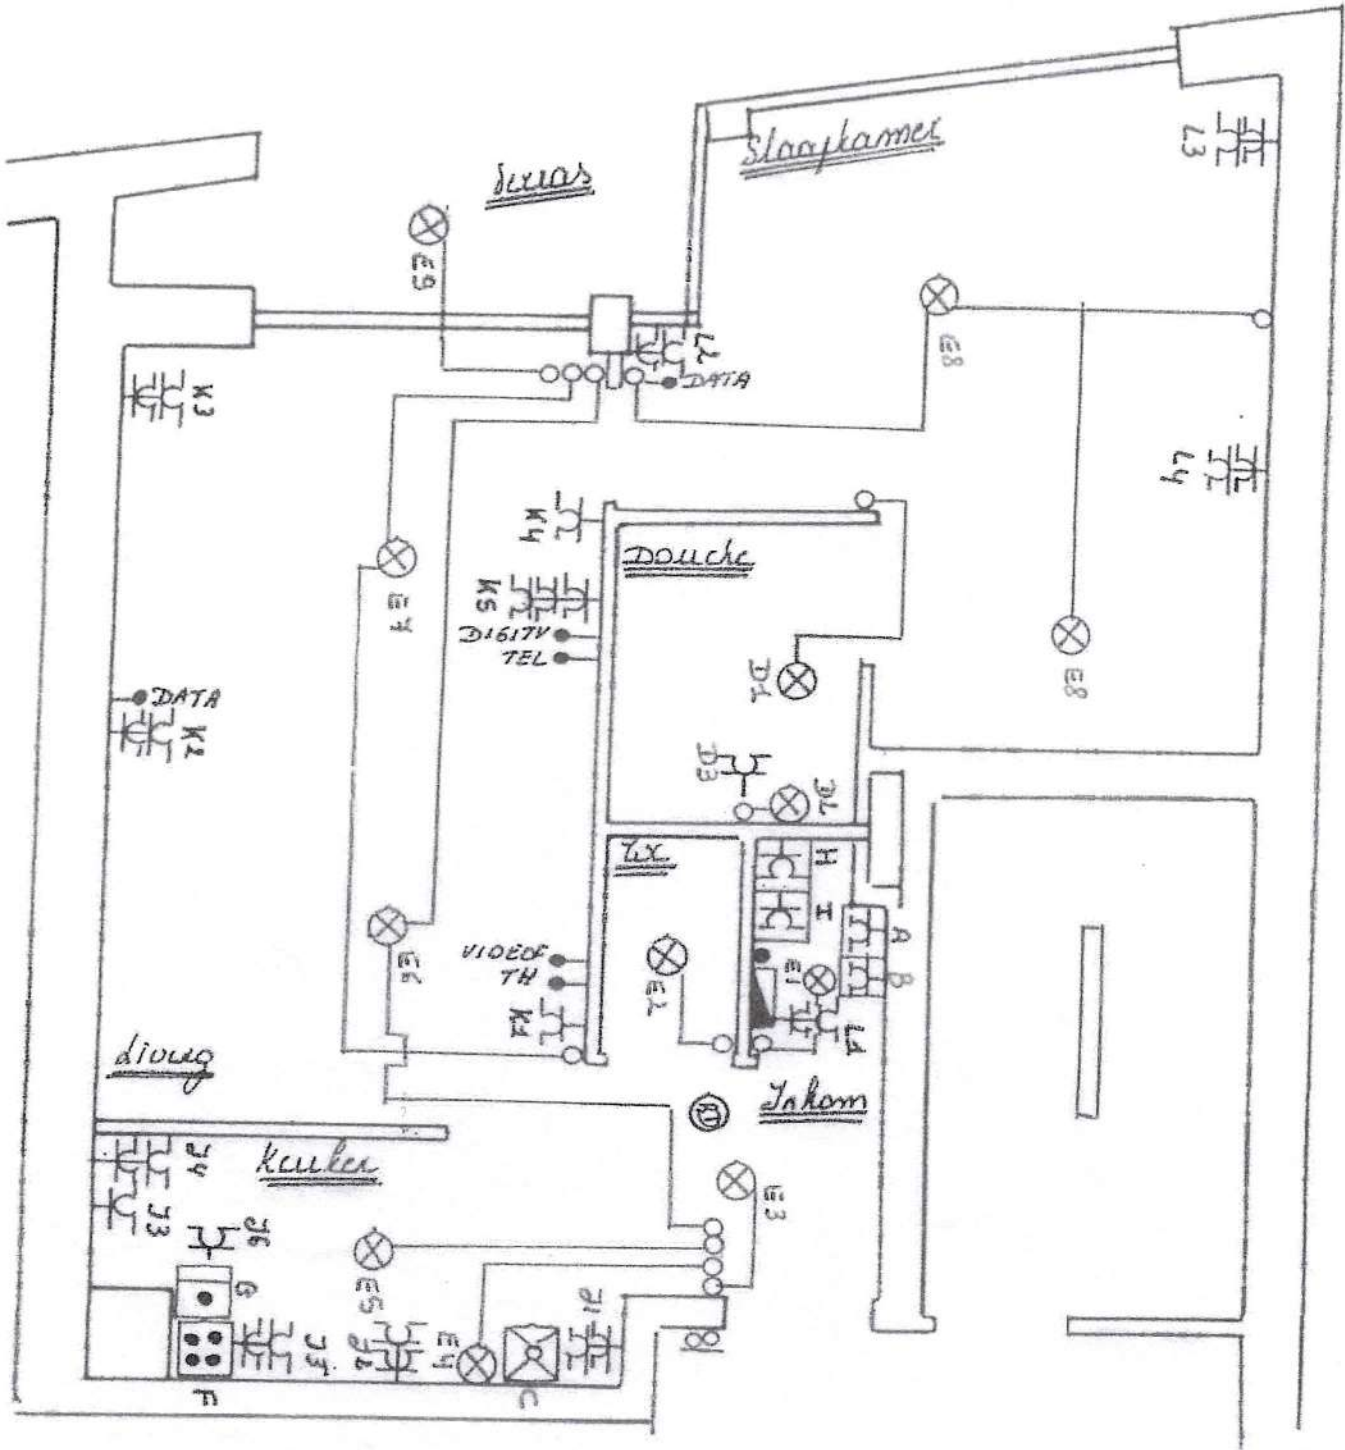 Slaapkamer
L3
Terras
E9
L2
DATA
E8
K3
L4
K4
Douche
K5
DIGITV
TEL
E7
D1
E8
DATA
K2
D3
D2
H
I
A
B
E1
E2
VIDEOF
TH
K1
E6
L1
Living
Inkom
Keuken
J4
J3
E3
J6
G
E5
J1
J5
J2
E4
F
C